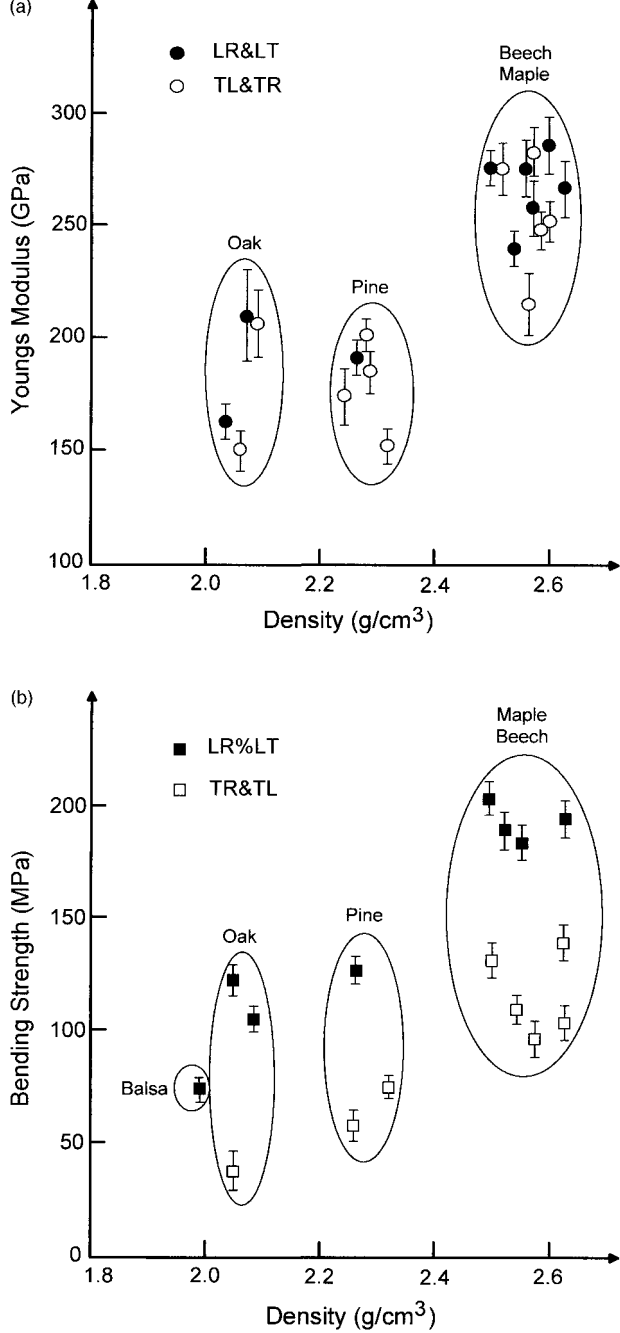 (a)
LR&LT
TL&TR
Beech
Maple
Oak
Pine
Youngs Modulus (GPa)
300
250
200
150
100
1.8
2.0
2.2
2.4
2.6
Density (g/cm³)
(b)
LR%LT
TR&TL
Maple
Beech
Oak
Pine
Balsa
Bending Strength (MPa)
200
150
100
50
0
1.8
2.0
2.2
2.4
2.6
Density (g/cm³)